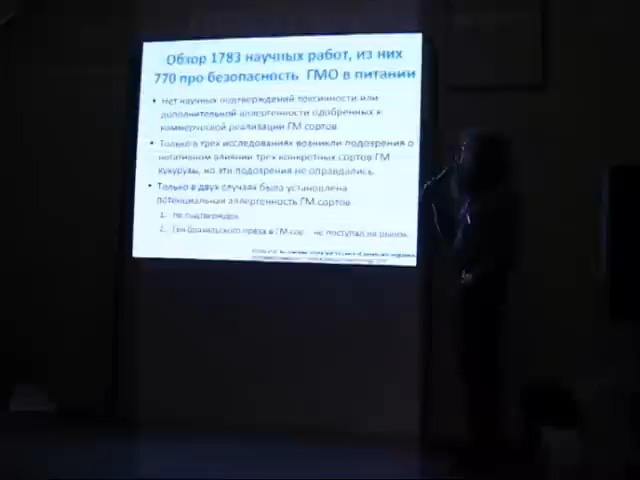 Обзор 1783 научных работ, из них
770 про безопасность ГМО в питании
• Нет научных подтверждений токсичности или
дополнительной аллергенности одобренных к
коммерческой реализации ГМ сортов
• Только в трех исследованиях возникли подозрения о
негативном влиянии трех конкретных сортов ГМ
кукурузы, но эти подозрения не оправдались.
• Только в двух случаях была установлена
потенциальная аллергенность ГМ сортов
1. Не подтвержден
2. Ген бразильского ореха в ГМ сое не поступал на рынок